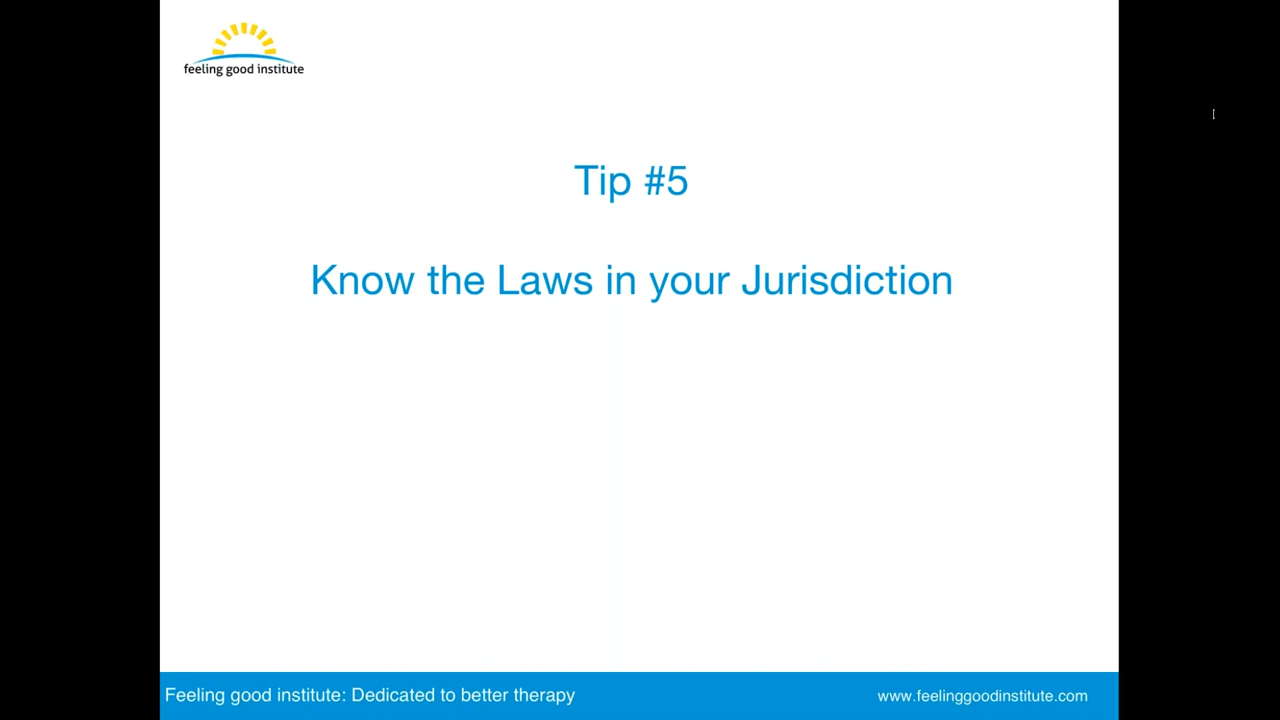 feeling good institute
Tip #5
Know the Laws in your Jurisdiction
Feeling good institute: Dedicated to better therapy
www.feelinggoodinstitute.com